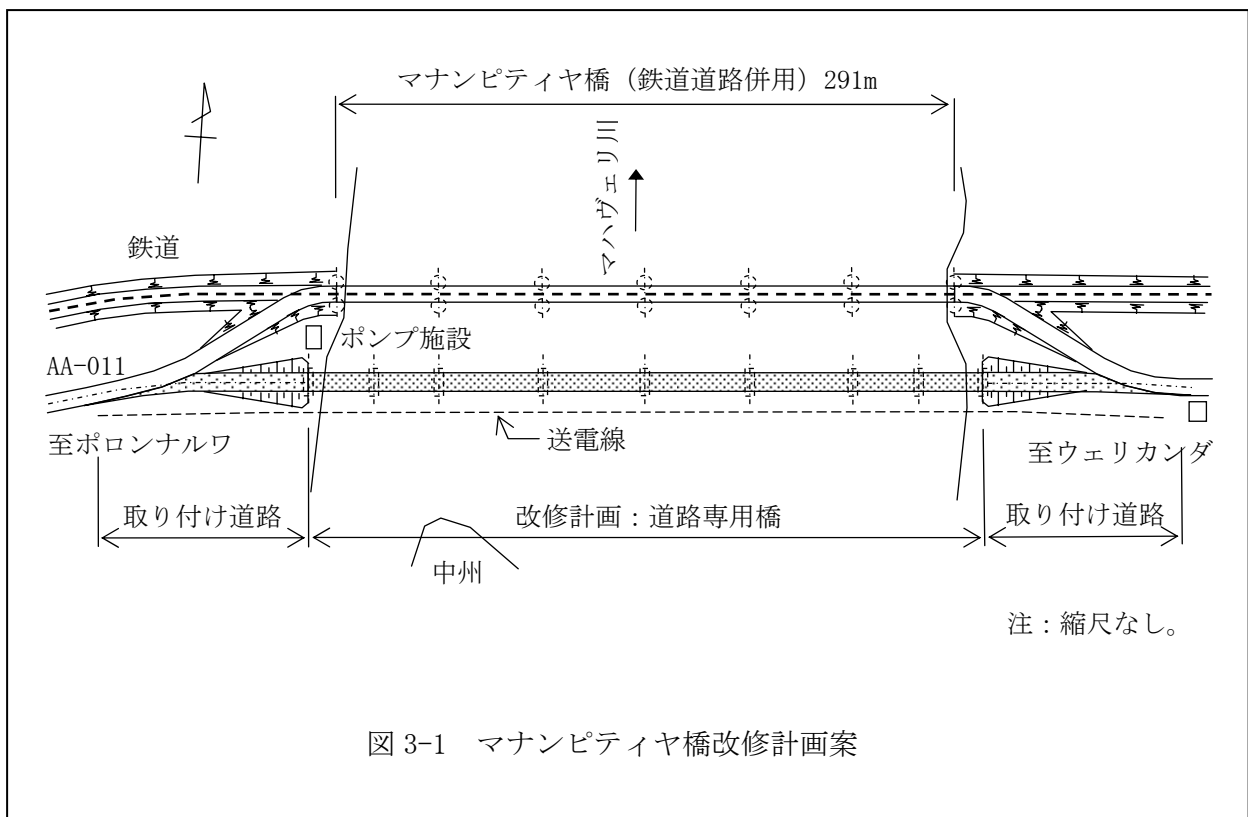 マナンピティヤ橋（鉄道道路併用）291m
マハヴェリ川
鉄道
ポンプ施設
AA-011
送電線
至ポロンナルワ
至ウェリカンダ
取り付け道路
改修計画：道路専用橋
取り付け道路
中州
注：縮尺なし。
図 3-1　マナンピティヤ橋改修計画案